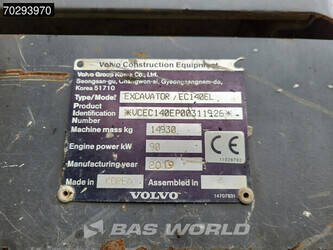 70293970
Volvo Construction Equipment
Volvo Group Korea Co., Ltd.
Seongsan-gu, Changwon-si, Gyeongsangnam-do,
Korea 51710
Type/Model EXCAVATOR / EC140EL
Product
Identification *VCEC140EP00311926*
Number
Machine mass kg 14930
Engine power kW 90
Manufacturing year 2019
Made in KOREA Assembled in
CE
VOLVO
14707831
BAS WORLD